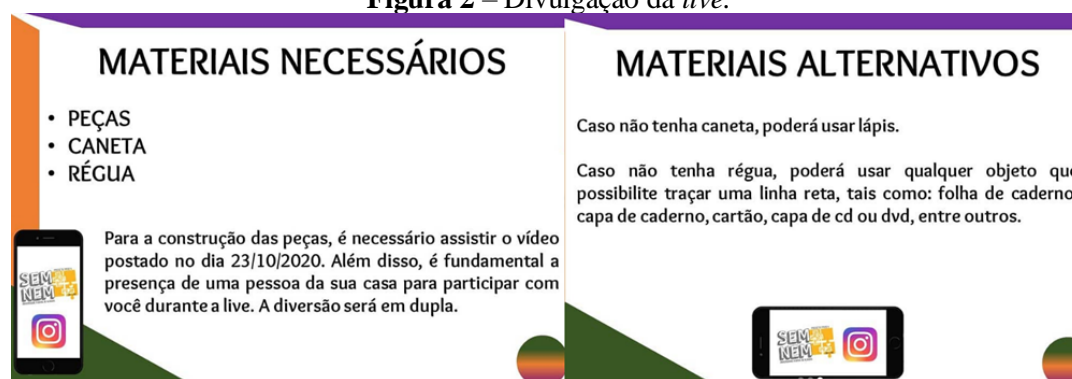 Figura 2 – Divulgação da live.
MATERIAIS NECESSÁRIOS
• PEÇAS
• CANETA
• RÉGUA
Para a construção das peças, é necessário assistir o vídeo
postado no dia 23/10/2020. Além disso, é fundamental a
presença de uma pessoa da sua casa para participar com
você durante a live. A diversão será em dupla.
SEM
NEM
MATERIAIS ALTERNATIVOS
Caso não tenha caneta, poderá usar lápis.
Caso não tenha régua, poderá usar qualquer objeto que
possibilite traçar uma linha reta, tais como: folha de caderno
capa de caderno, cartão, capa de cd ou dvd, entre outros.
SEM
NEM